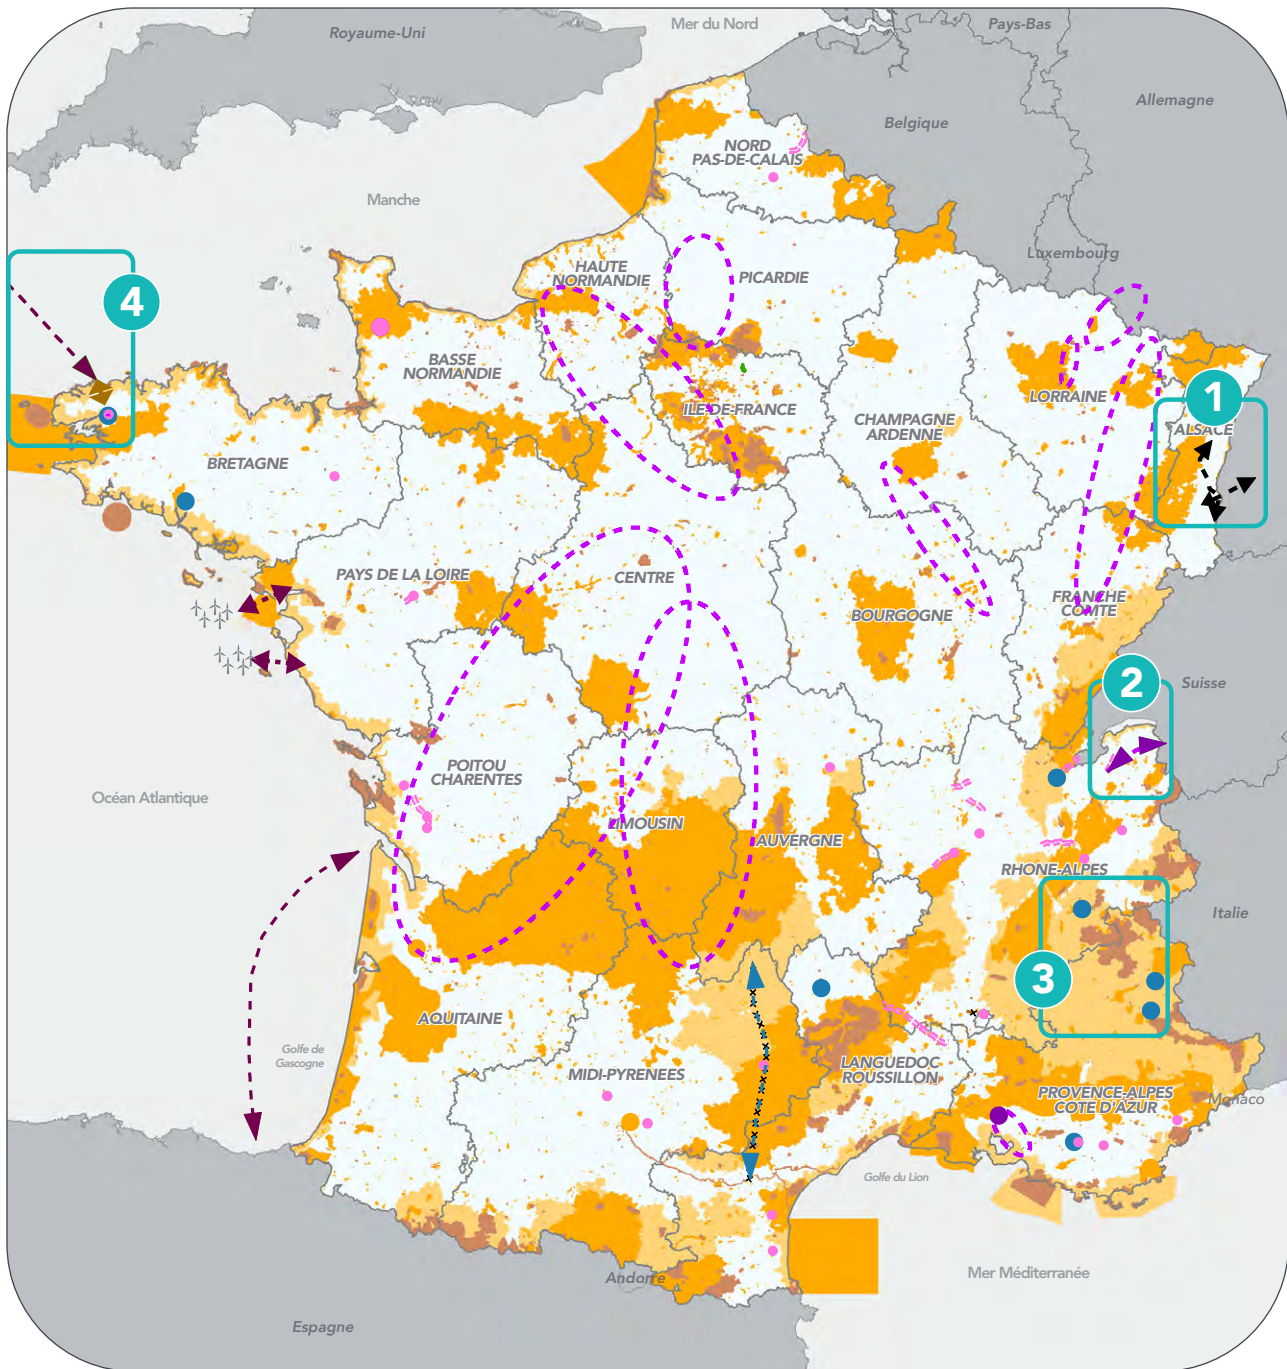 Royaume-Uni
Mer du Nord
Pays-Bas
Allemagne
Belgique
NORD
PAS-DE-CALAIS
Manche
Luxembourg
HAUTE
NORMANDIE
PICARDIE
4
BASSE
NORMANDIE
ILE-DE-FRANCE
LORRAINE
1
CHAMPAGNE
ARDENNE
ALSACE
BRETAGNE
PAYS DE LA LOIRE
CENTRE
BOURGOGNE
FRANCHE
COMTE
2
Suisse
POITOU
CHARENTES
Océan Atlantique
LIMOUSIN
AUVERGNE
RHONE-ALPES
Italie
3
AQUITAINE
Golfe de
Gascogne
MIDI-PYRENEES
LANGUEDOC
ROUSSILLON
PROVENCE-ALPES
COTE D'AZUR
Monaco
Golfe du Lion
Mer Méditerranée
Andorre
Espagne